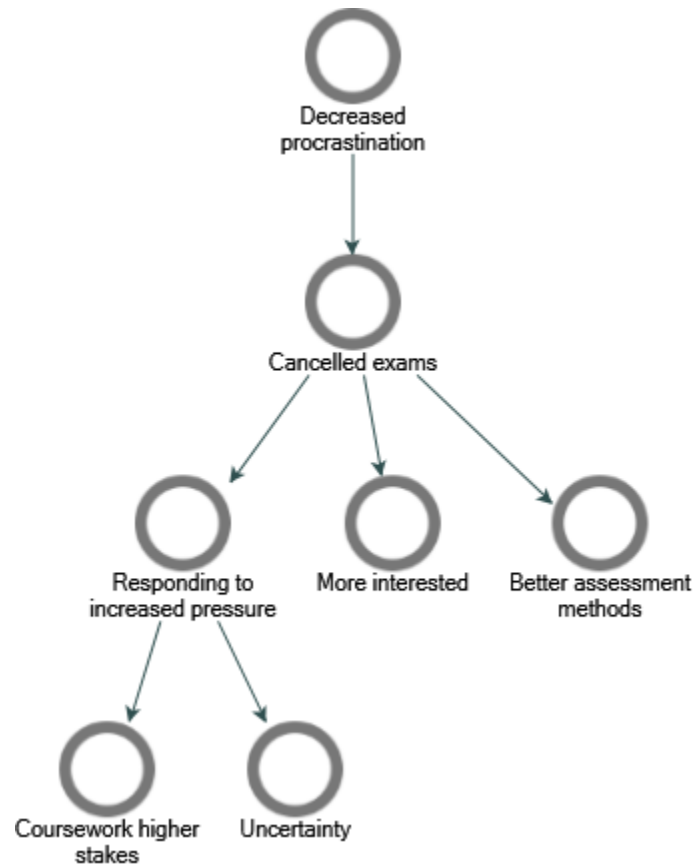 Decreased
procrastination
Cancelled exams
Responding to
increased pressure
More interested
Better assessment
methods
Coursework higher
stakes
Uncertainty